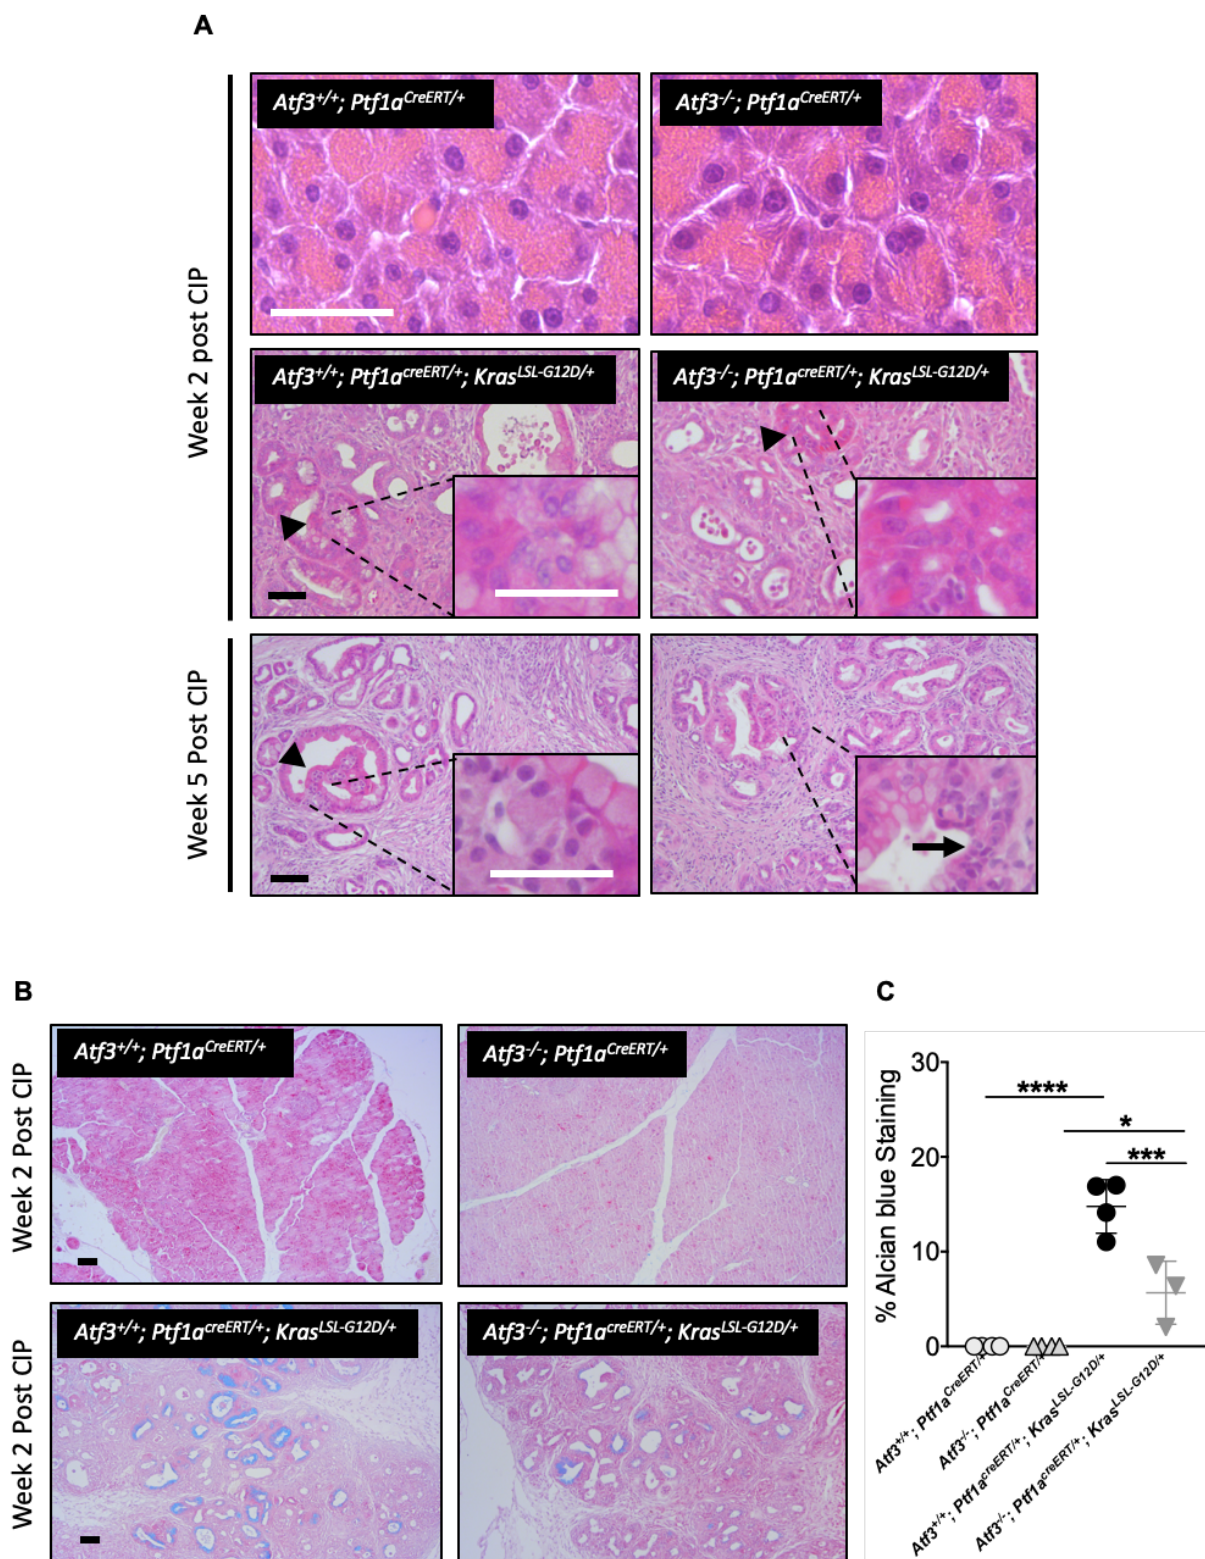 A
Atf3+/+; Ptf1aCreERT/+
Atf3-/-; Ptf1aCreERT/+
Week 2 post CIP
Atf3+/+; Ptf1acreERT/+; KrasLSL-G12D/+
Atf3-/-; Ptf1acreERT/+; KrasLSL-G12D/+
Week 5 Post CIP
B
C
Week 2 Post CIP
Atf3+/+; Ptf1aCreERT/+
Atf3-/-; Ptf1aCreERT/+
Week 2 Post CIP
Atf3+/+; Ptf1acreERT/+; KrasLSL-G12D/+
Atf3-/-; Ptf1acreERT/+; KrasLSL-G12D/+
% Alcian blue Staining
30
20
10
0
****
*
***
Atf3+/+; Ptf1aCreERT/+
Atf3-/-; Ptf1aCreERT/+
Atf3+/+; Ptf1acreERT/+; KrasLSL-G12D/+
Atf3-/-; Ptf1acreERT/+; KrasLSL-G12D/+